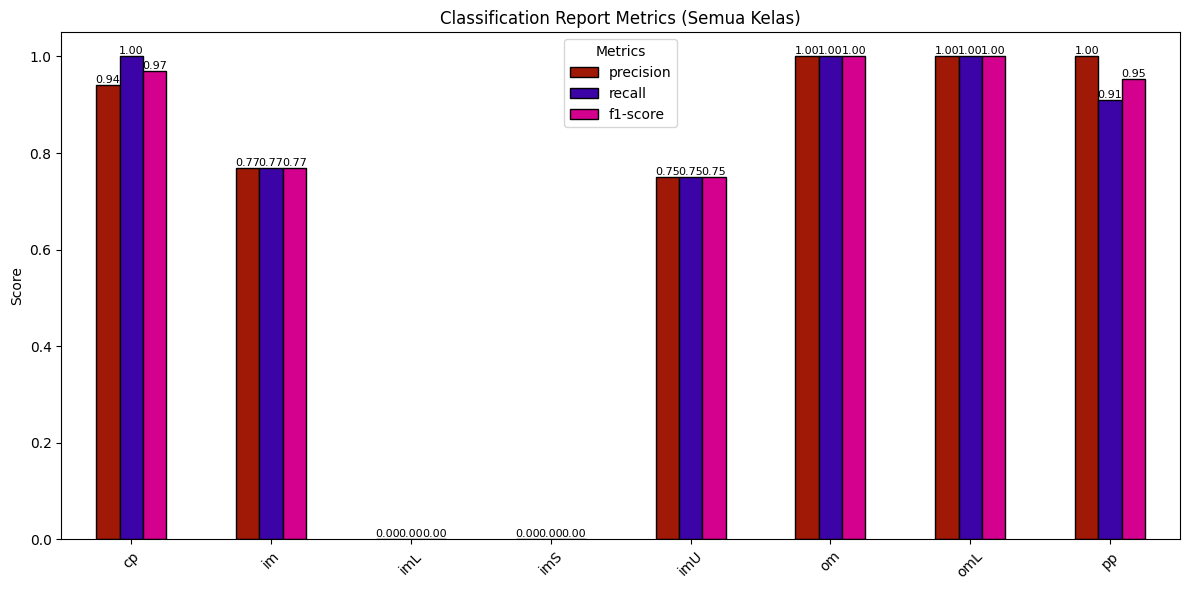 Classification Report Metrics (Semua Kelas)
Metrics
precision
recall
f1-score
Score
1.0
0.8
0.6
0.4
0.2
0.0
0.94 1.00 0.97
0.77 0.77 0.77
0.00 0.00 0.00
0.00 0.00 0.00
0.75 0.75 0.75
1.00 1.00 1.00
1.00 1.00 1.00
1.00 0.91 0.95
cp im imL imS imU om omL pp